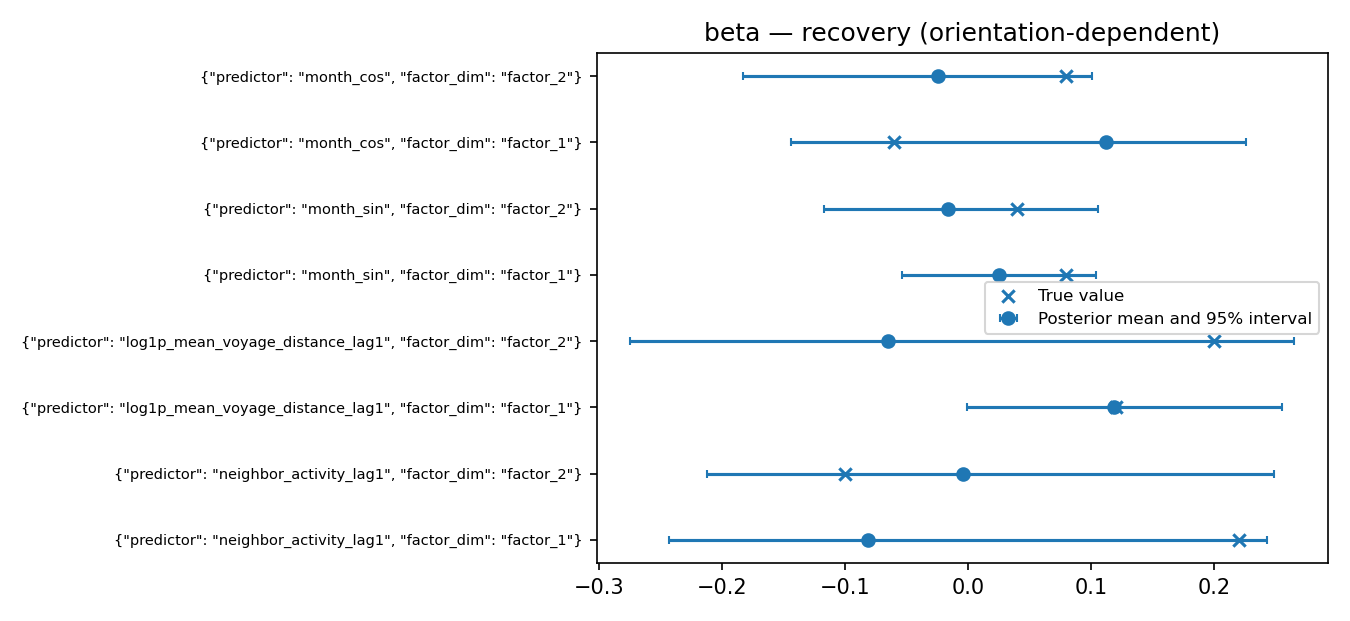 beta — recovery (orientation-dependent)
{"predictor": "month_cos", "factor_dim": "factor_2"}
{"predictor": "month_cos", "factor_dim": "factor_1"}
{"predictor": "month_sin", "factor_dim": "factor_2"}
{"predictor": "month_sin", "factor_dim": "factor_1"}
True value
Posterior mean and 95% interval
{"predictor": "log1p_mean_voyage_distance_lag1", "factor_dim": "factor_2"}
{"predictor": "log1p_mean_voyage_distance_lag1", "factor_dim": "factor_1"}
{"predictor": "neighbor_activity_lag1", "factor_dim": "factor_2"}
{"predictor": "neighbor_activity_lag1", "factor_dim": "factor_1"}
−0.3 −0.2 −0.1 0.0 0.1 0.2